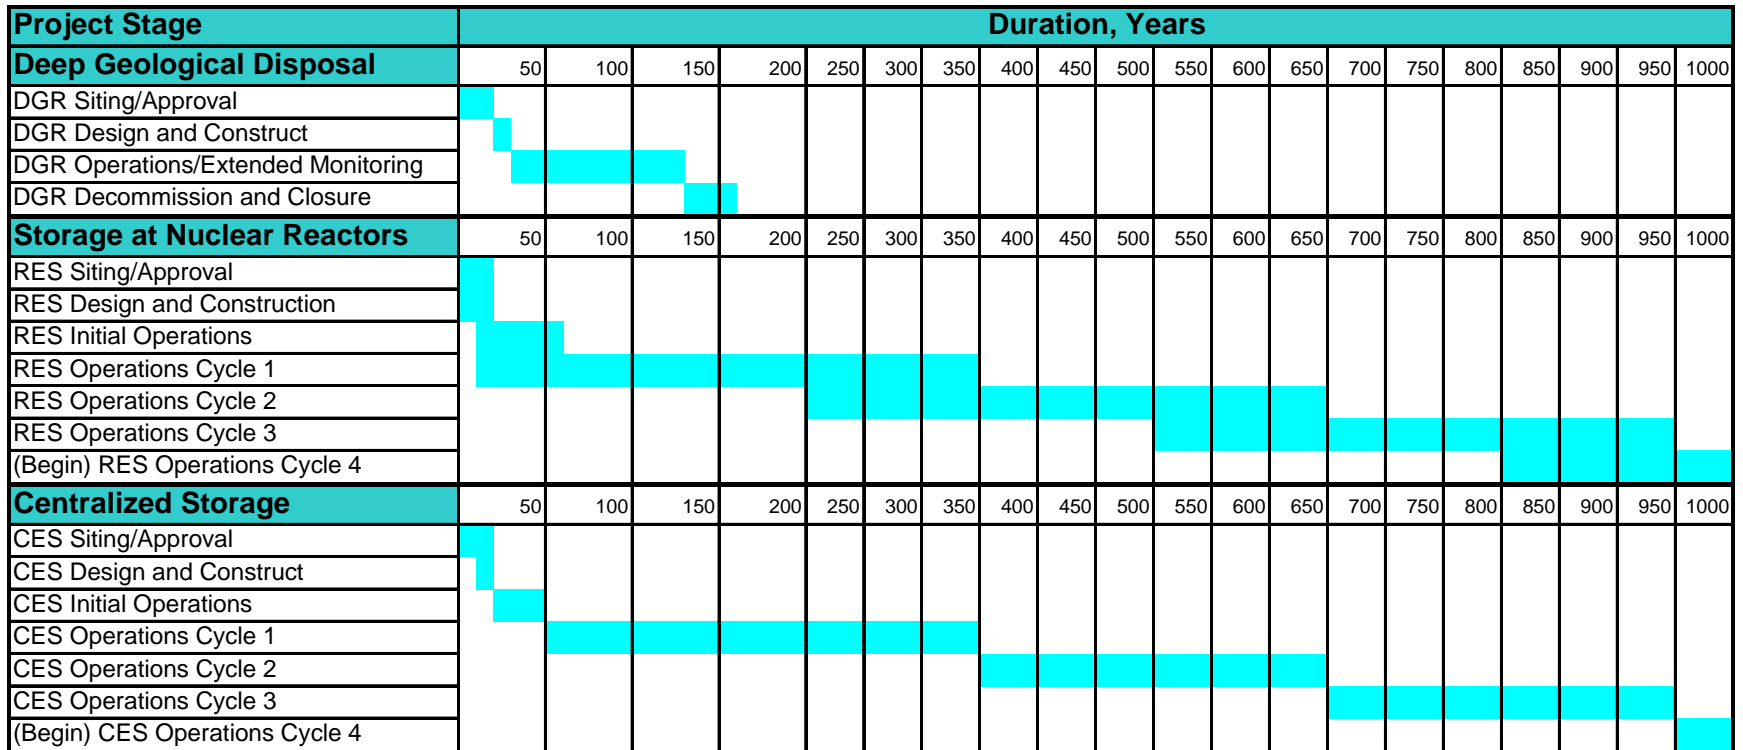 Project Stage Duration, Years
Deep Geological Disposal 50 100 150 200 250 300 350 400 450 500 550 600 650 700 750 800 850 900 950 1000
DGR Siting/Approval
DGR Design and Construct
DGR Operations/Extended Monitoring
DGR Decommission and Closure
Storage at Nuclear Reactors 50 100 150 200 250 300 350 400 450 500 550 600 650 700 750 800 850 900 950 1000
RES Siting/Approval
RES Design and Construction
RES Initial Operations
RES Operations Cycle 1
RES Operations Cycle 2
RES Operations Cycle 3
(Begin) RES Operations Cycle 4
Centralized Storage 50 100 150 200 250 300 350 400 450 500 550 600 650 700 750 800 850 900 950 1000
CES Siting/Approval
CES Design and Construct
CES Initial Operations
CES Operations Cycle 1
CES Operations Cycle 2
CES Operations Cycle 3
(Begin) CES Operations Cycle 4